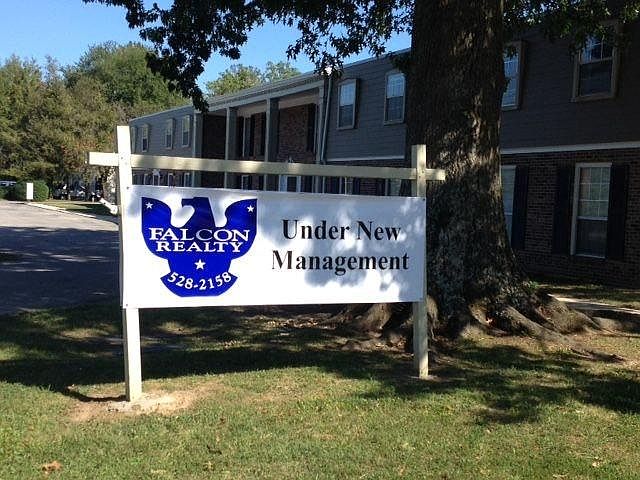 FALCON
REALTY
528-2158
Under New
Management